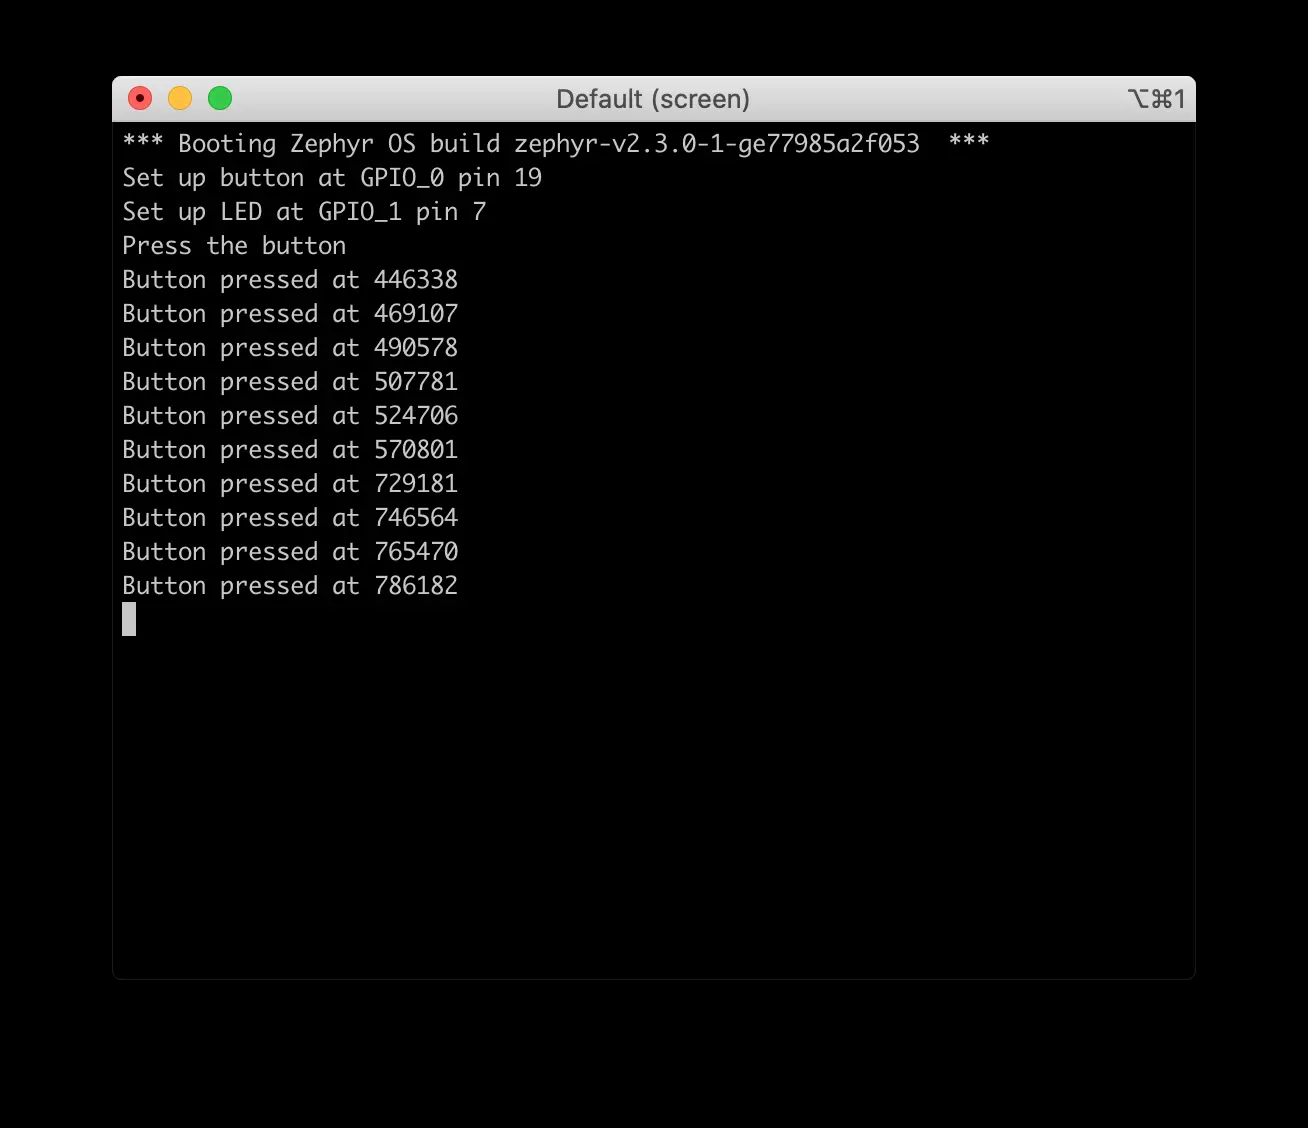 Default (screen)
⌥⌘1
*** Booting Zephyr OS build zephyr-v2.3.0-1-ge77985a2f053  ***
Set up button at GPIO_0 pin 19
Set up LED at GPIO_1 pin 7
Press the button
Button pressed at 446338
Button pressed at 469107
Button pressed at 490578
Button pressed at 507781
Button pressed at 524706
Button pressed at 570801
Button pressed at 729181
Button pressed at 746564
Button pressed at 765470
Button pressed at 786182